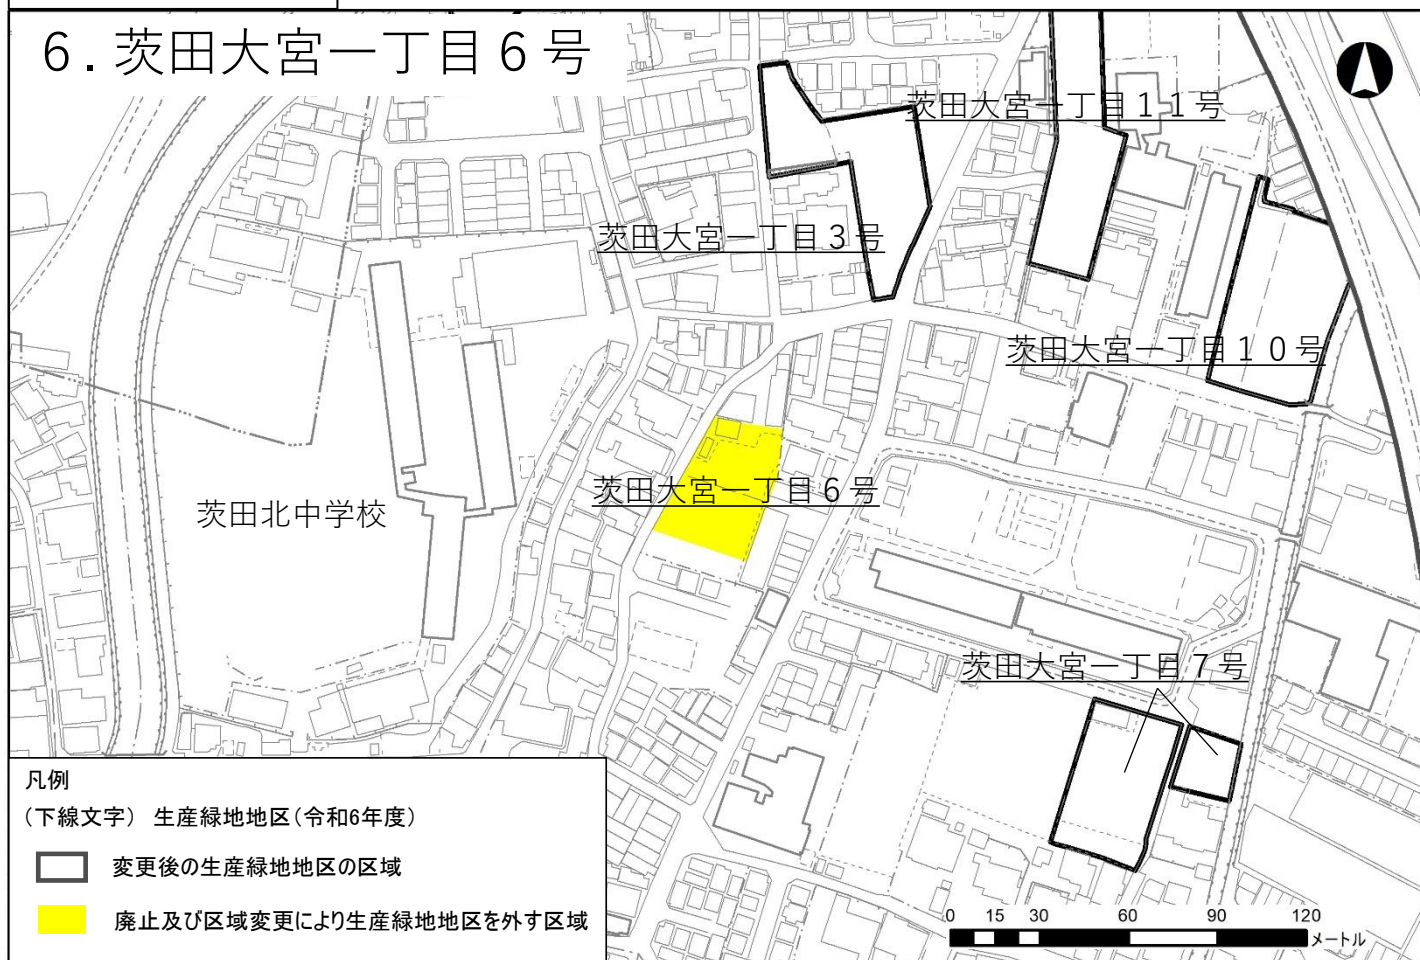 6. 茨田大宮一丁目6号
茨田大宮一丁目11号
茨田大宮一丁目3号
茨田大宮一丁目10号
茨田大宮一丁目6号
茨田北中学校
茨田大宮一丁目7号
凡例
(下線文字) 生産緑地地区(令和6年度)
変更後の生産緑地地区の区域
廃止及び区域変更により生産緑地地区を外す区域
0 15 30 60 90 120
メートル